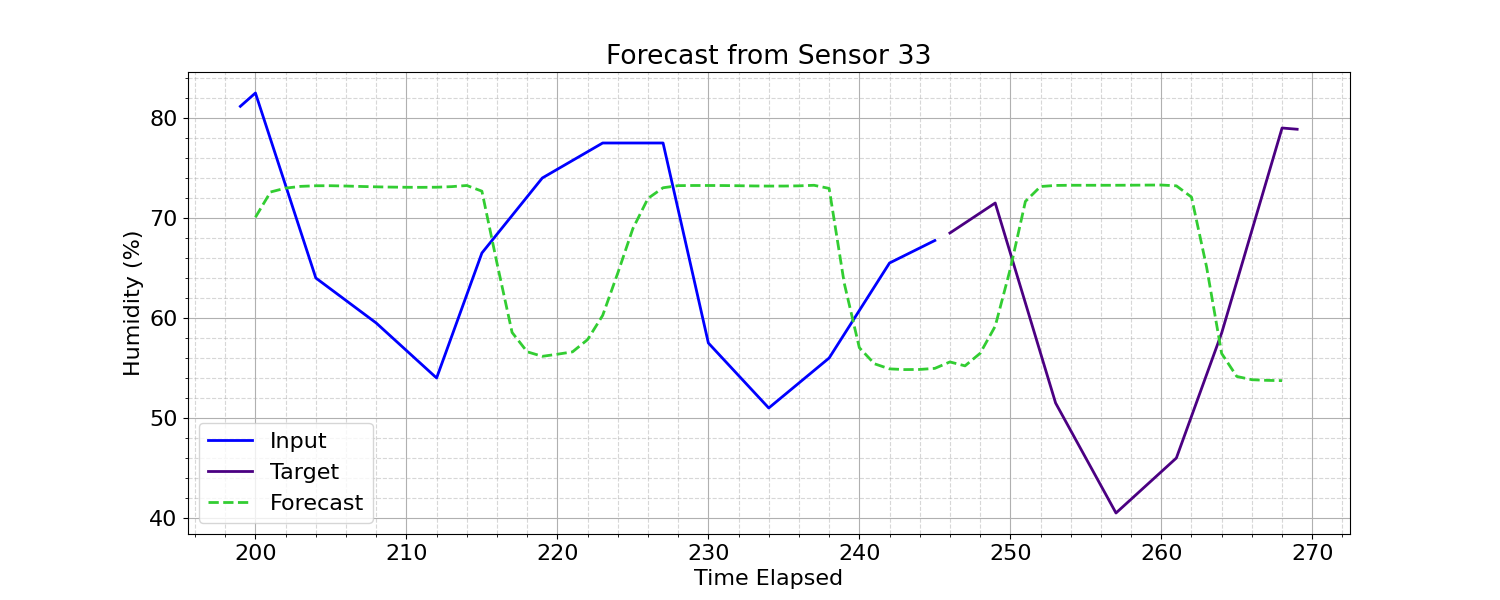 Forecast from Sensor 33
Humidity (%)
80
70
60
50
40
Input
Target
Forecast
200 210 220 230 240 250 260 270
Time Elapsed